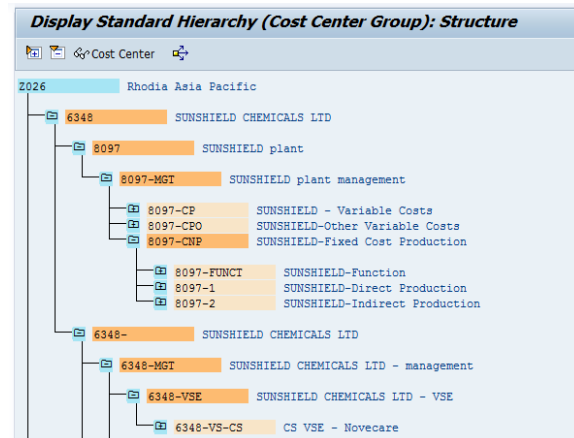 Display Standard Hierarchy (Cost Center Group): Structure
Cost Center
Z026 Rhodia Asia Pacific
6348 SUNSHIELD CHEMICALS LTD
8097 SUNSHIELD plant
8097-MGT SUNSHIELD plant management
8097-CP SUNSHIELD - Variable Costs
8097-CPO SUNSHIELD-Other Variable Costs
8097-CNP SUNSHIELD-Fixed Cost Production
8097-FUNCT SUNSHIELD-Function
8097-1 SUNSHIELD-Direct Production
8097-2 SUNSHIELD-Indirect Production
6348- SUNSHIELD CHEMICALS LTD
6348-MGT SUNSHIELD CHEMICALS LTD - management
6348-VSE SUNSHIELD CHEMICALS LTD - VSE
6348-VS-CS CS VSE - Novecare